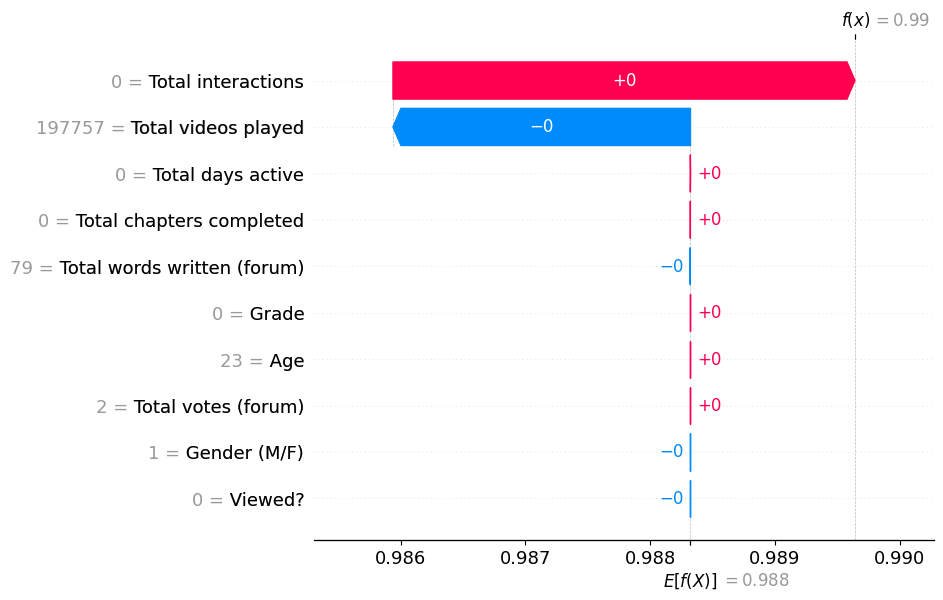 f(x) = 0.99
0 = Total interactions
+0
197757 = Total videos played
−0
0 = Total days active
+0
0 = Total chapters completed
+0
79 = Total words written (forum)
−0
0 = Grade
+0
23 = Age
+0
2 = Total votes (forum)
+0
1 = Gender (M/F)
−0
0 = Viewed?
−0
0.986 0.987 0.988 0.989 0.990
E[f(X)] = 0.988